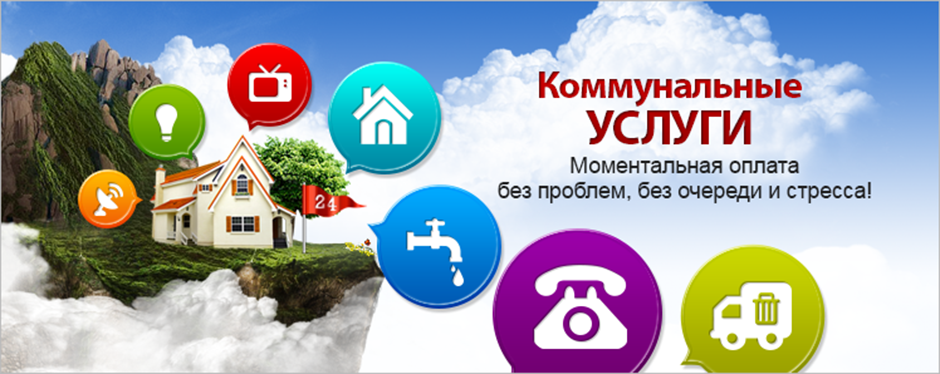 Коммунальные
УСЛУГИ
Моментальная оплата
без проблем, без очереди и стресса!
24